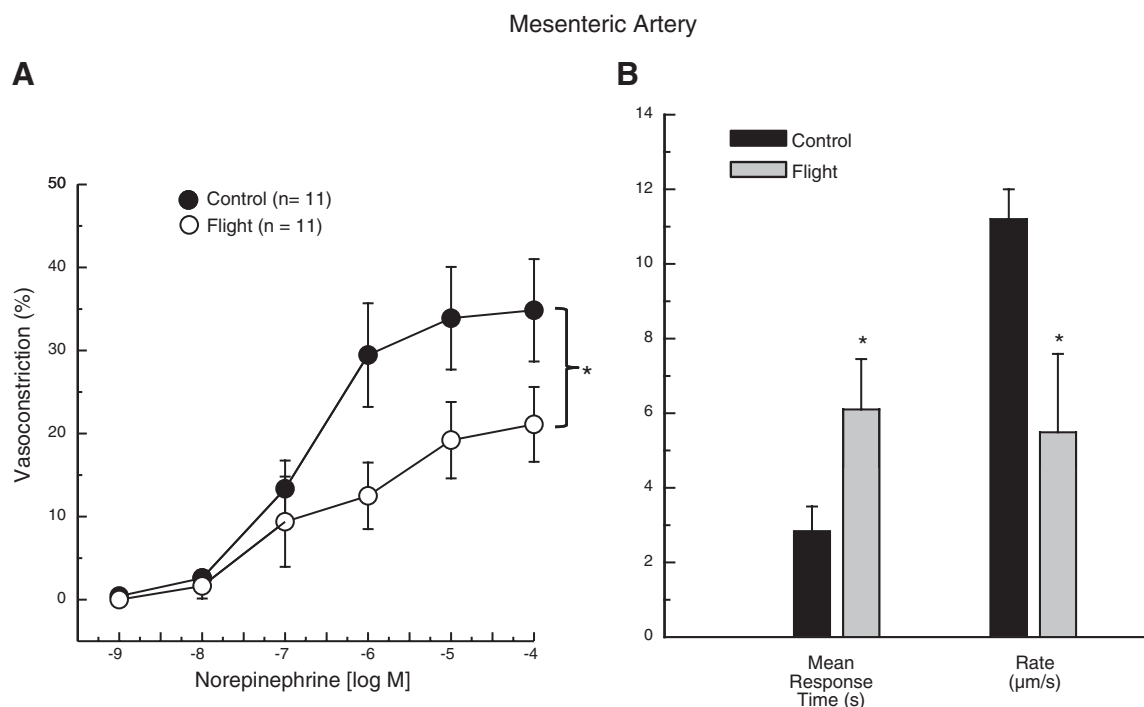 Mesenteric Artery
A
Control (n= 11)
Flight (n = 11)
50
40
30
20
10
0
Vasoconstriction (%)
*
-9 -8 -7 -6 -5 -4
Norepinephrine [log M]
B
Control
Flight
14
12
10
8
6
4
2
0
* *
Mean
Response
Time (s)
Rate
(µm/s)